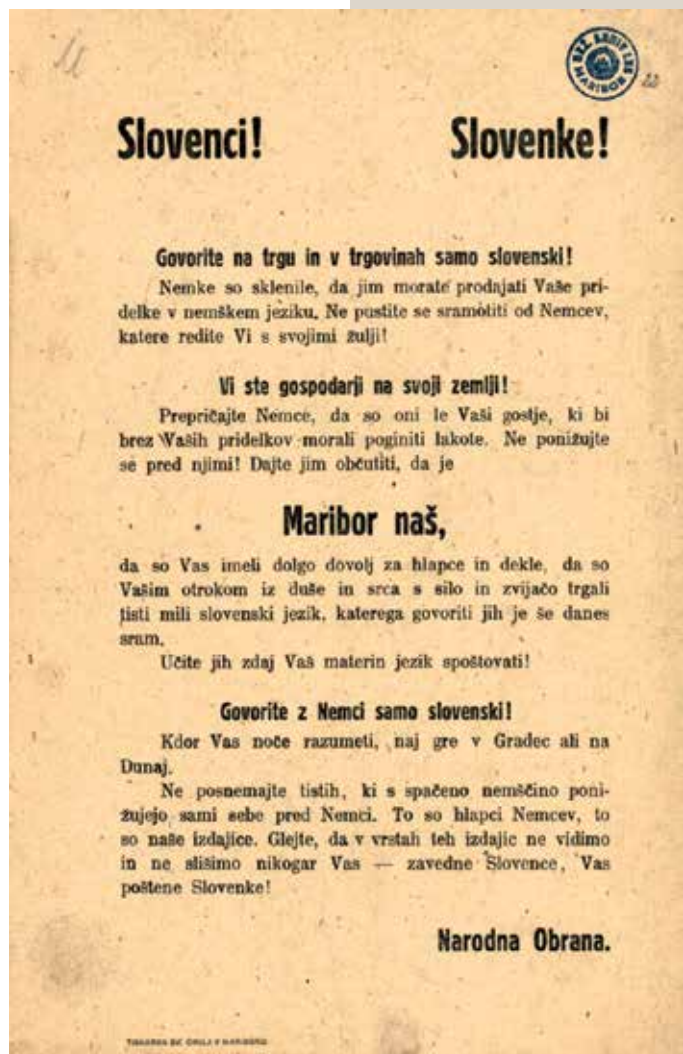 11
Slovenci! Slovenke!
Govorite na trgu in v trgovinah samo slovenski!
Nemke so sklenile, da jim morate prodajati Vaše pri-
delke v nemškem jeziku. Ne pustite se sramotiti od Nemcev,
katere redite Vi s svojimi žulji!
Vi ste gospodarji na svoji zemlji!
Prepričajte Nemce, da so oni le Vaši gostje, ki bi
brez Vaših pridelkov morali poginiti lakote. Ne ponižujte
se pred njimi! Dajte jim občutiti, da je
Maribor naš,
da so Vas imeli dolgo dovolj za hlapce in dekle, da so
Vašim otrokom iz duše in srca s silo in zvijačo trgali
tisti mili slovenski jezik, katerega govoriti jih je še danes
sram.
Učite jih zdaj Vaš materin jezik spoštovati!
Govorite z Nemci samo slovenski!
Kdor Vas noče razumeti, naj gre v Gradec ali na
Dunaj.
Ne posnemajte tistih, ki s spačeno nemščino poni-
žujejo sami sebe pred Nemci. To so hlapci Nemcev, to
so naše izdajice. Glejte, da v vrstah teh izdajic ne vidimo
in ne slišimo nikogar Vas — zavedne Slovence, Vas
poštene Slovenke!
Narodna Obrana.
TISKARNA SV. CIRILA V MARIBORU